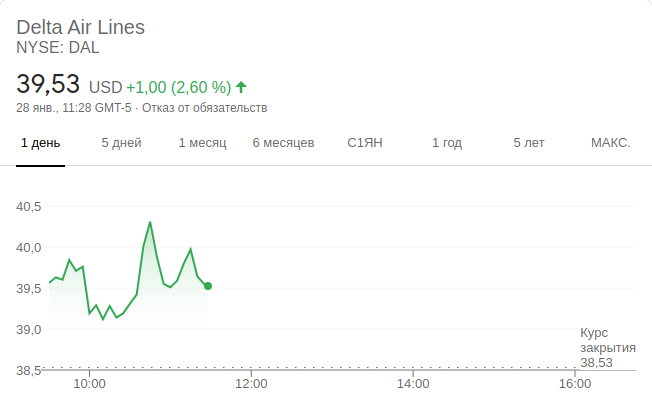 Delta Air Lines
NYSE: DAL
39,53 USD +1,00 (2,60 %)
28 янв., 11:28 GMT-5 · Отказ от обязательств
1 день 5 дней 1 месяц 6 месяцев С1ЯН 1 год 5 лет МАКС.
40,5
40,0
39,5
39,0
38,5
Курс
закрытия
38,53
10:00 12:00 14:00 16:00